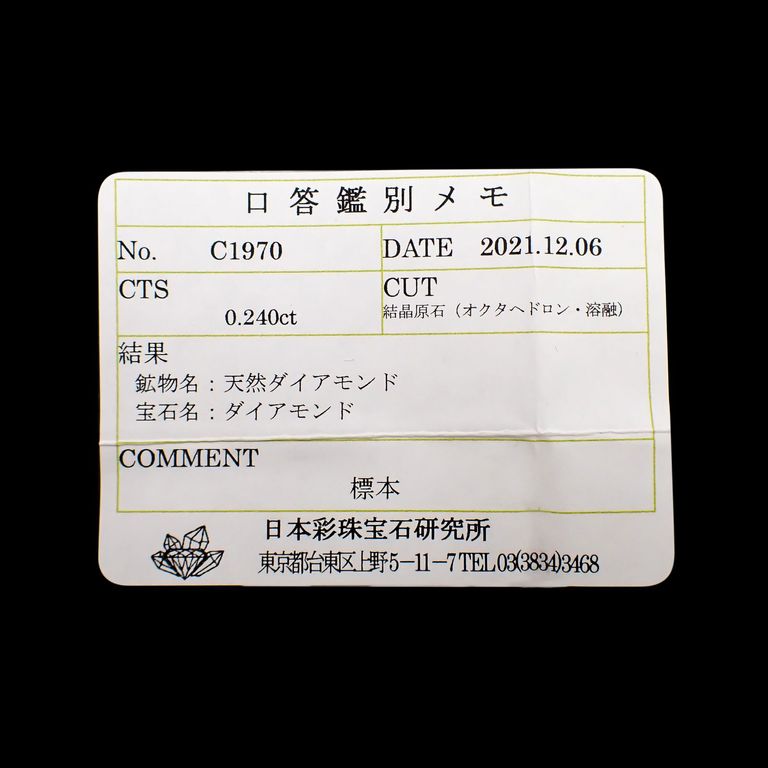 口答鑑別メモ
No. C1970 DATE 2021.12.06
CTS CUT
0.240ct 結晶原石（オクタヘドロン・溶融）
結果
鉱物名：天然ダイアモンド
宝石名：ダイアモンド
COMMENT
標本
日本彩珠宝石研究所
東京都台東区上野5－11－7 TEL 03(3834)3468